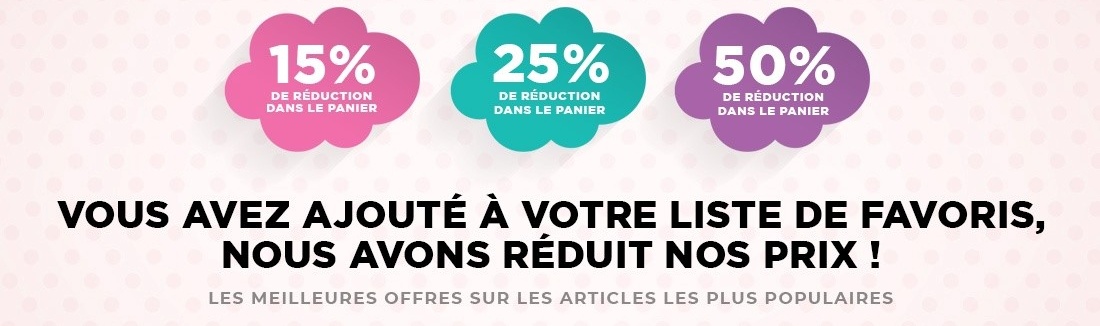 15%
DE RÉDUCTION
DANS LE PANIER
25%
DE RÉDUCTION
DANS LE PANIER
50%
DE RÉDUCTION
DANS LE PANIER
VOUS AVEZ AJOUTÉ À VOTRE LISTE DE FAVORIS,
NOUS AVONS RÉDUIT NOS PRIX !
LES MEILLEURES OFFRES SUR LES ARTICLES LES PLUS POPULAIRES